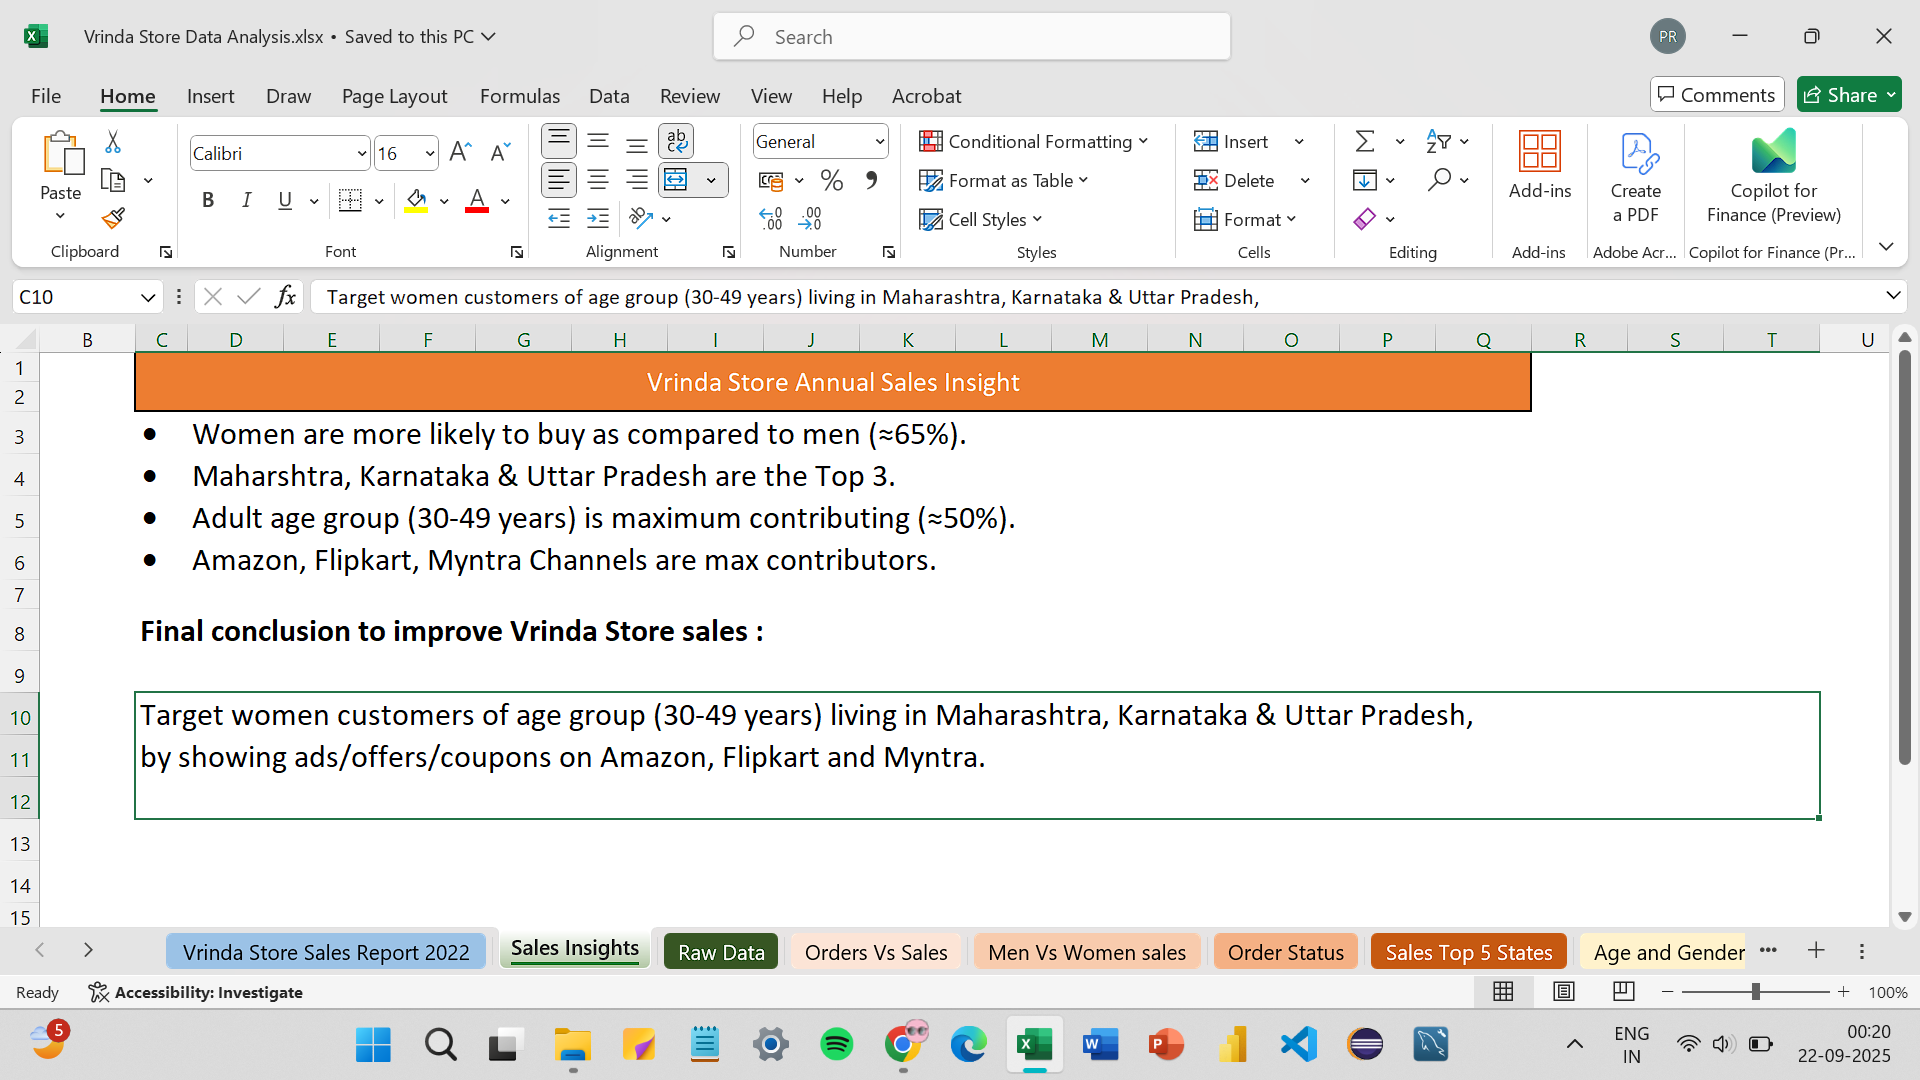 Vrinda Store Data Analysis.xlsx • Saved to this PC
Search
PR
File Home Insert Draw Page Layout Formulas Data Review View Help Acrobat
Comments Share
Paste
Clipboard
Calibri 16
B I U A
Font
ab
Alignment
General
% 9
.00 .00
Number
Conditional Formatting
Format as Table
Cell Styles
Styles
Insert
Delete
Format
Cells
Editing
Add-ins
Add-ins
Create
a PDF
Adobe Acr...
Copilot for
Finance (Preview)
Copilot for Finance (Pr...
C10 fx Target women customers of age group (30-49 years) living in Maharashtra, Karnataka & Uttar Pradesh,
B C D E F G H I J K L M N O P Q R S T U
1
2
Vrinda Store Annual Sales Insight
3 • Women are more likely to buy as compared to men (≈65%).
4 • Maharshtra, Karnataka & Uttar Pradesh are the Top 3.
5 • Adult age group (30-49 years) is maximum contributing (≈50%).
6 • Amazon, Flipkart, Myntra Channels are max contributors.
7
8 Final conclusion to improve Vrinda Store sales :
9
10 Target women customers of age group (30-49 years) living in Maharashtra, Karnataka & Uttar Pradesh,
11 by showing ads/offers/coupons on Amazon, Flipkart and Myntra.
12
13
14
15
Vrinda Store Sales Report 2022 Sales Insights Raw Data Orders Vs Sales Men Vs Women sales Order Status Sales Top 5 States Age and Gender
Ready Accessibility: Investigate 100%
5
ENG
IN
00:20
22-09-2025